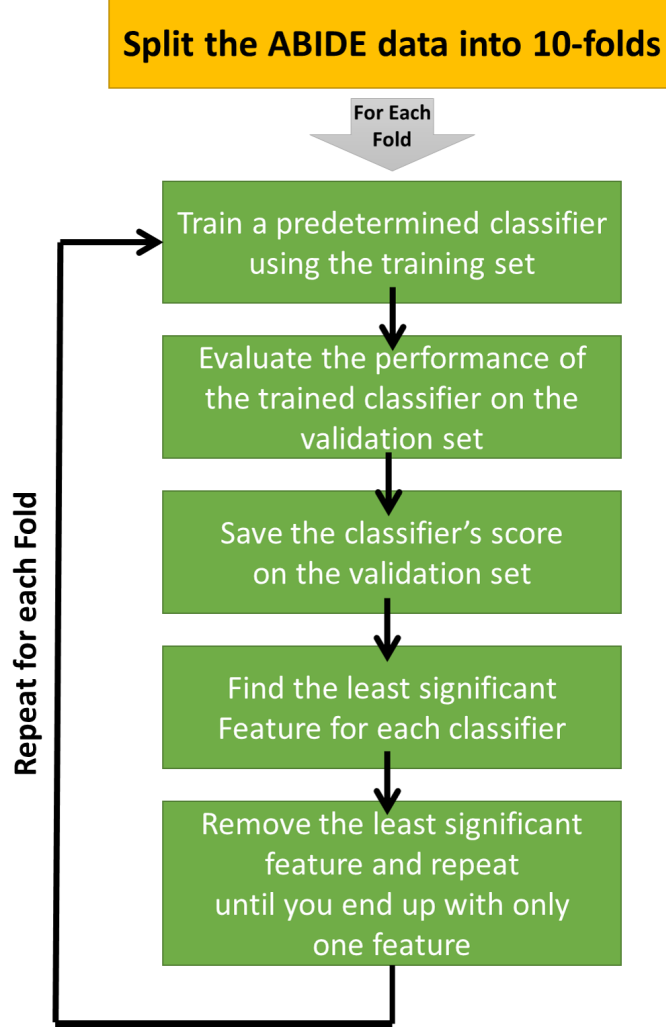 Split the ABIDE data into 10-folds
For Each
Fold
Train a predetermined classifier
using the training set
Evaluate the performance of
the trained classifier on the
validation set
Save the classifier’s score
on the validation set
Find the least significant
Feature for each classifier
Remove the least significant
feature and repeat
until you end up with only
one feature
Repeat for each Fold